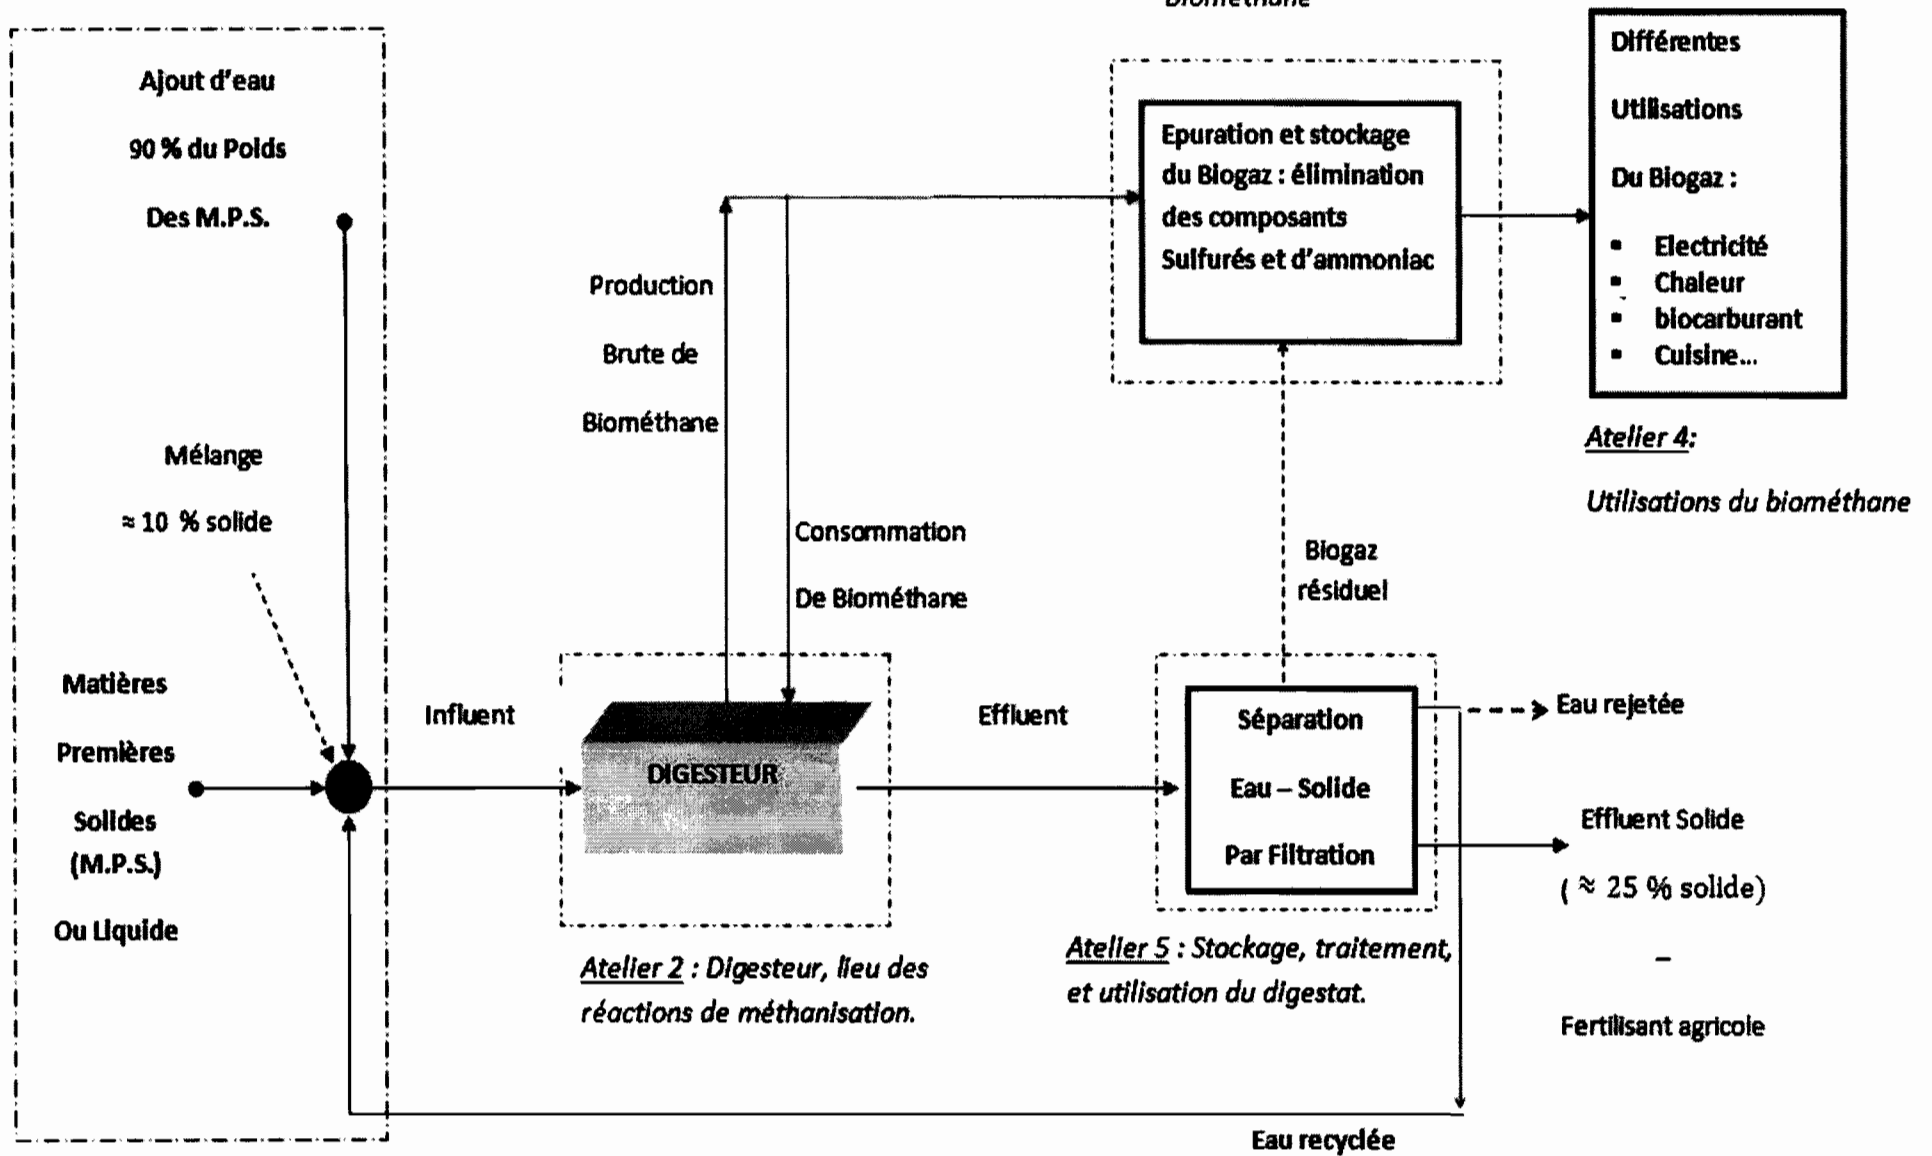 Biométhane
Ajout d'eau
90 % du Poids
Des M.P.S.
Mélange
≈ 10 % solide
Matières
Premières
Solides
(M.P.S.)
Ou Liquide
Influent
Production
Brute de
Biométhane
Consommation
De Biométhane
DIGESTEUR
Atelier 2 : Digesteur, lieu des
réactions de méthanisation.
Effluent
Epuration et stockage
du Biogaz : élimination
des composants
Sulfurés et d'ammoniac
Différentes
Utilisations
Du Biogaz :
▪ Electricité
▪ Chaleur
▪ biocarburant
▪ Cuisine...
Atelier 4:
Utilisations du biométhane
Biogaz
résiduel
Séparation
Eau – Solide
Par Filtration
Atelier 5 : Stockage, traitement,
et utilisation du digestat.
Eau rejetée
Effluent Solide
( ≈ 25 % solide)
–
Fertilisant agricole
Eau recyclée